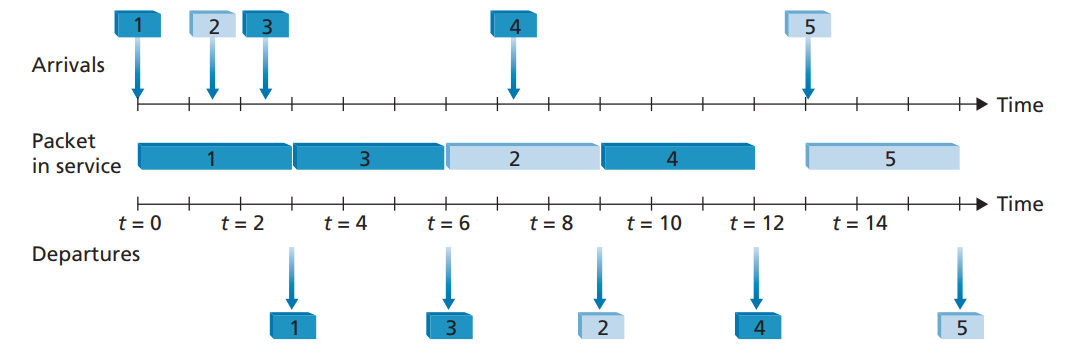 1 2 3 4 5
Arrivals
Time
Packet
in service
1 3 2 4 5
Time
t = 0 t = 2 t = 4 t = 6 t = 8 t = 10 t = 12 t = 14
Departures
1 3 2 4 5